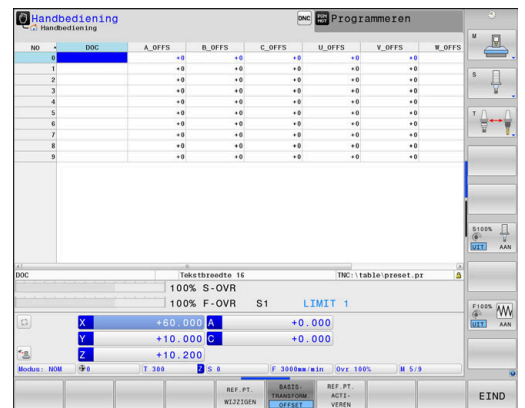 Handbediening
Handbediening
DNC
Programmeren
NO DOC A_OFFS B_OFFS C_OFFS U_OFFS V_OFFS W_OFFS
0 +0 +0 +0 +0 +0
1 +0 +0 +0 +0 +0
2 +0 +0 +0 +0 +0
3 +0 +0 +0 +0 +0
4 +0 +0 +0 +0 +0
5 +0 +0 +0 +0 +0
6 +0 +0 +0 +0 +0
7 +0 +0 +0 +0 +0
8 +0 +0 +0 +0 +0
9 +0 +0 +0 +0 +0
DOC Tekstbreedte 16 TNC:\table\preset.pr
100% S-OVR
100% F-OVR S1 LIMIT 1
X +60.000 A +0.000
Y +10.000 C +0.000
Z +10.200
Modus: NOM 0 T 300 Z S 0 F 3000mm/min Ovr 100% M 5/9
REF.PT. WIJZIGEN
BASIS-TRANSFORM. OFFSET
REF.PT. ACTI-VEREN
EIND
M
S
T
S100%
UIT AAN
F100%
UIT AAN